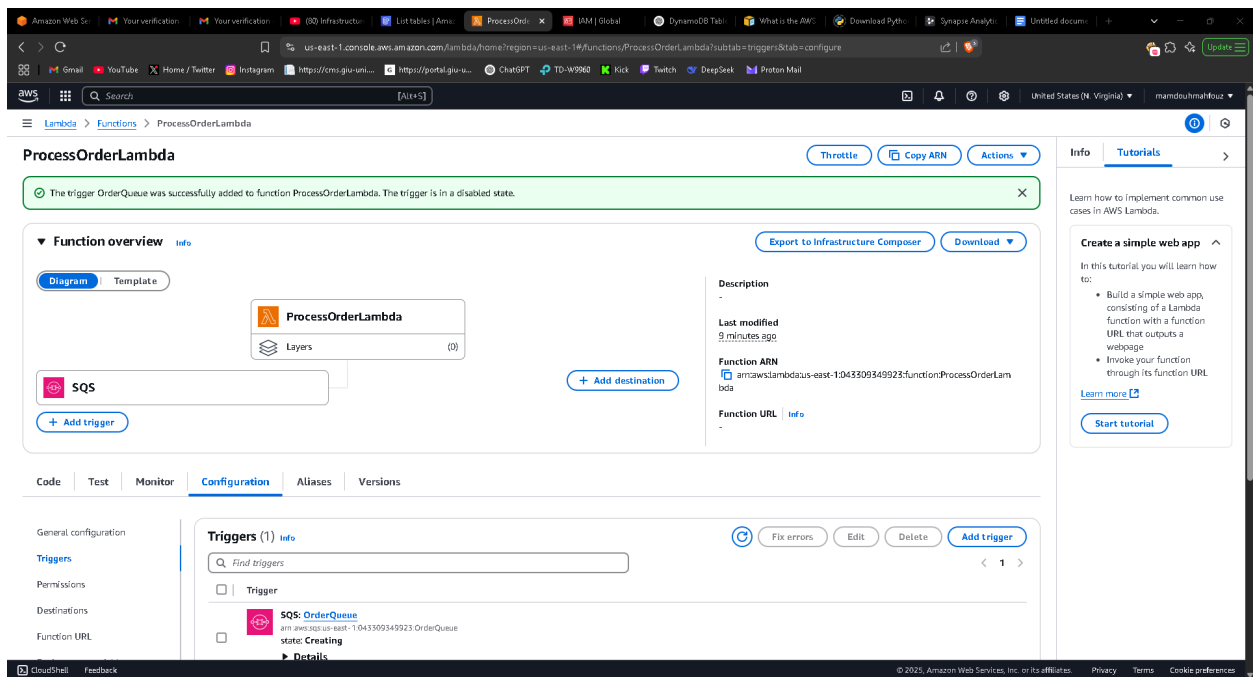 Amazon Web Se
Your verification
Your verification
(80) Infrastructur
List tables | Ama
ProcessOrde
IAM | Global
DynamoDB Table
What is the AWS
Download Pytho
Synapse Analytic
Untitled docume
us-east-1.console.aws.amazon.com/lambda/home?region=us-east-1#/functions/ProcessOrderLambda?subtab=triggers&tab=configure
Update
Gmail
YouTube
Home / Twitter
Instagram
https://cms.giu-uni....
https://portal.giu-u...
ChatGPT
TD-W9960
Kick
Twitch
DeepSeek
Proton Mail
aws
Search
[Alt+S]
United States (N. Virginia)
mamdouhmahfouz
Lambda > Functions > ProcessOrderLambda
ProcessOrderLambda
Throttle
Copy ARN
Actions
The trigger OrderQueue was successfully added to function ProcessOrderLambda. The trigger is in a disabled state.
Function overview Info
Export to Infrastructure Composer
Download
Diagram
Template
ProcessOrderLambda
Layers (0)
SQS
+ Add trigger
+ Add destination
Description
-
Last modified
9 minutes ago
Function ARN
arn:aws:lambda:us-east-1:043309349923:function:ProcessOrderLam
bda
Function URL Info
-
Code
Test
Monitor
Configuration
Aliases
Versions
General configuration
Triggers
Permissions
Destinations
Function URL
Triggers (1) Info
Fix errors
Edit
Delete
Add trigger
Find triggers
1
Trigger
SQS: OrderQueue
arn:aws:sqs:us-east-1:043309349923:OrderQueue
state: Creating
Details
Info
Tutorials
Learn how to implement common use
cases in AWS Lambda.
Create a simple web app
In this tutorial you will learn how
to:
• Build a simple web app,
consisting of a Lambda
function with a function
URL that outputs a
webpage
• Invoke your function
through its function URL
Learn more
Start tutorial
CloudShell
Feedback
© 2025, Amazon Web Services, Inc. or its affiliates.
Privacy
Terms
Cookie preferences